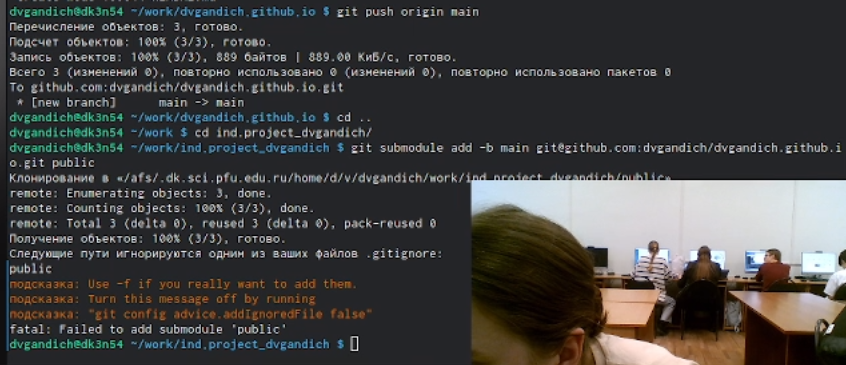 dvgandich@dk3n54 ~/work/dvgandich.github.io $ git push origin main
Перечисление объектов: 3, готово.
Подсчет объектов: 100% (3/3), готово.
Запись объектов: 100% (3/3), 889 байтов | 889.00 КиБ/с, готово.
Всего 3 (изменений 0), повторно использовано 0 (изменений 0), повторно использовано пакетов 0
To github.com:dvgandich/dvgandich.github.io.git
* [new branch] main -> main
dvgandich@dk3n54 ~/work/dvgandich.github.io $ cd ..
dvgandich@dk3n54 ~/work $ cd ind.project_dvgandich/
dvgandich@dk3n54 ~/work/ind.project_dvgandich $ git submodule add -b main git@github.com:dvgandich/dvgandich.github.i
o.git public
Клонирование в «/afs/.dk.sci.pfu.edu.ru/home/d/v/dvgandich/work/ind.project_dvgandich/public»
remote: Enumerating objects: 3, done.
remote: Counting objects: 100% (3/3), done.
remote: Total 3 (delta 0), reused 3 (delta 0), pack-reused 0
Получение объектов: 100% (3/3), готово.
Следующие пути игнорируются одним из ваших файлов .gitignore:
public
подсказка: Use -f if you really want to add them.
подсказка: Turn this message off by running
подсказка: "git config advice.addIgnoredFile false"
fatal: Failed to add submodule 'public'
dvgandich@dk3n54 ~/work/ind.project_dvgandich $